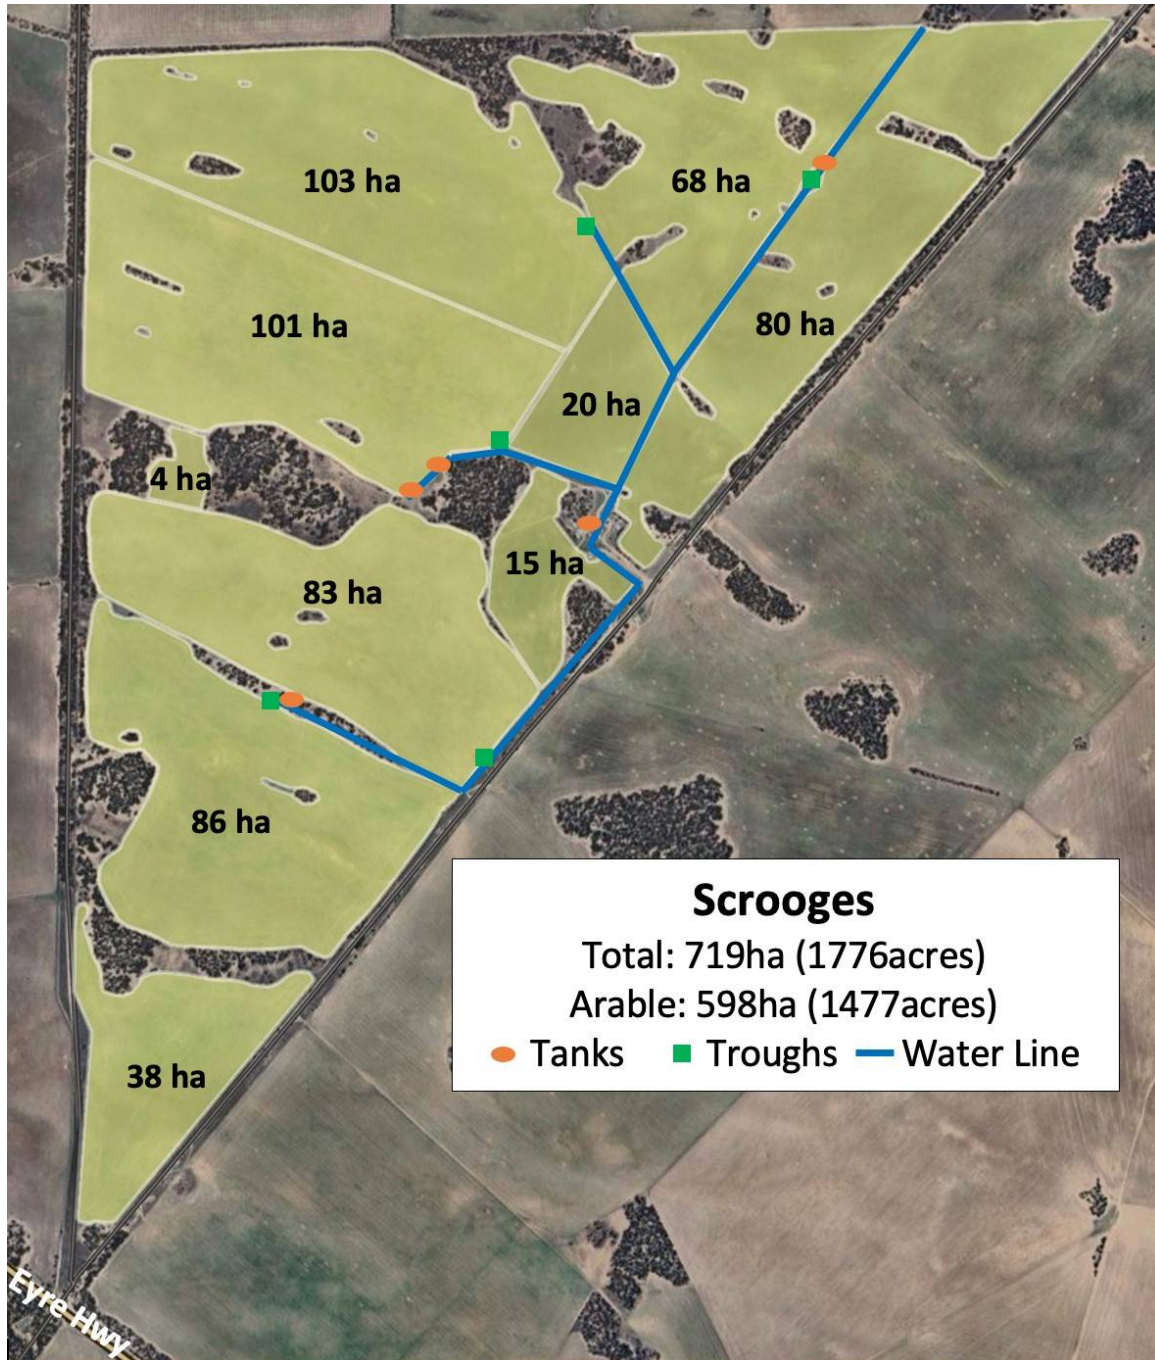 103 ha
68 ha
101 ha
80 ha
20 ha
4 ha
15 ha
83 ha
86 ha
Scrooges
Total: 719ha (1776acres)
Arable: 598ha (1477acres)
Tanks
Troughs
Water Line
38 ha
Eyre Hwy